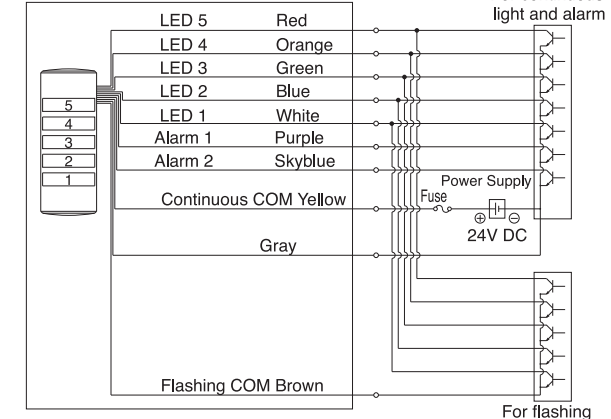 light and alarm
LED 5 Red
LED 4 Orange
LED 3 Green
LED 2 Blue
LED 1 White
Alarm 1 Purple
Alarm 2 Skyblue
5
4
3
2
1
Continuous COM Yellow
Fuse
Power Supply
⊕ ⊖
24V DC
Gray
Flashing COM Brown
For flashing